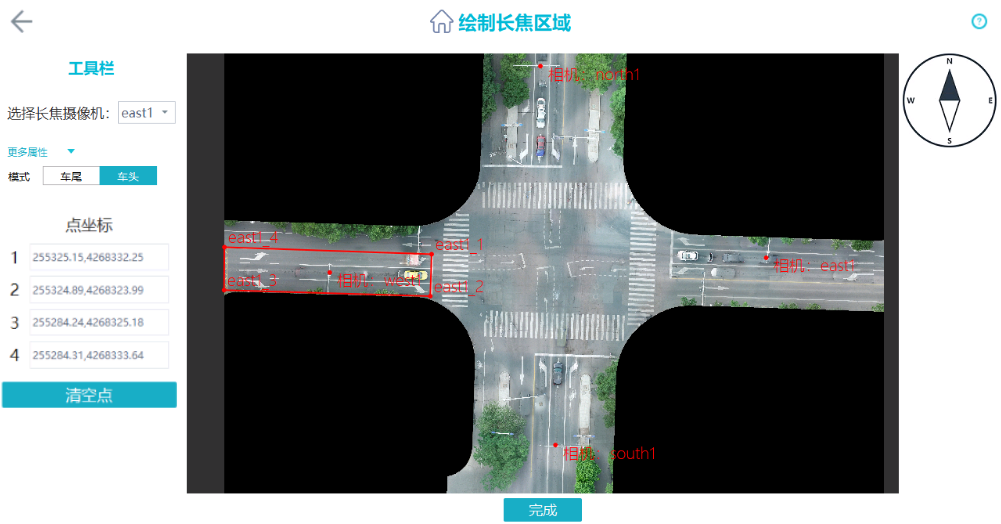 绘制长焦区域
?
工具栏
选择长焦摄像机: east1
更多属性
模式 车尾 车头
点坐标
1 255325.15,4268332.25
2 255324.89,4268323.99
3 255284.24,4268325.18
4 255284.31,4268333.64
清空点
相机: north1
east1_4
east1_1
east1_3
相机: west1
east1_2
相机: east1
相机: south1
N
W
E
S
完成